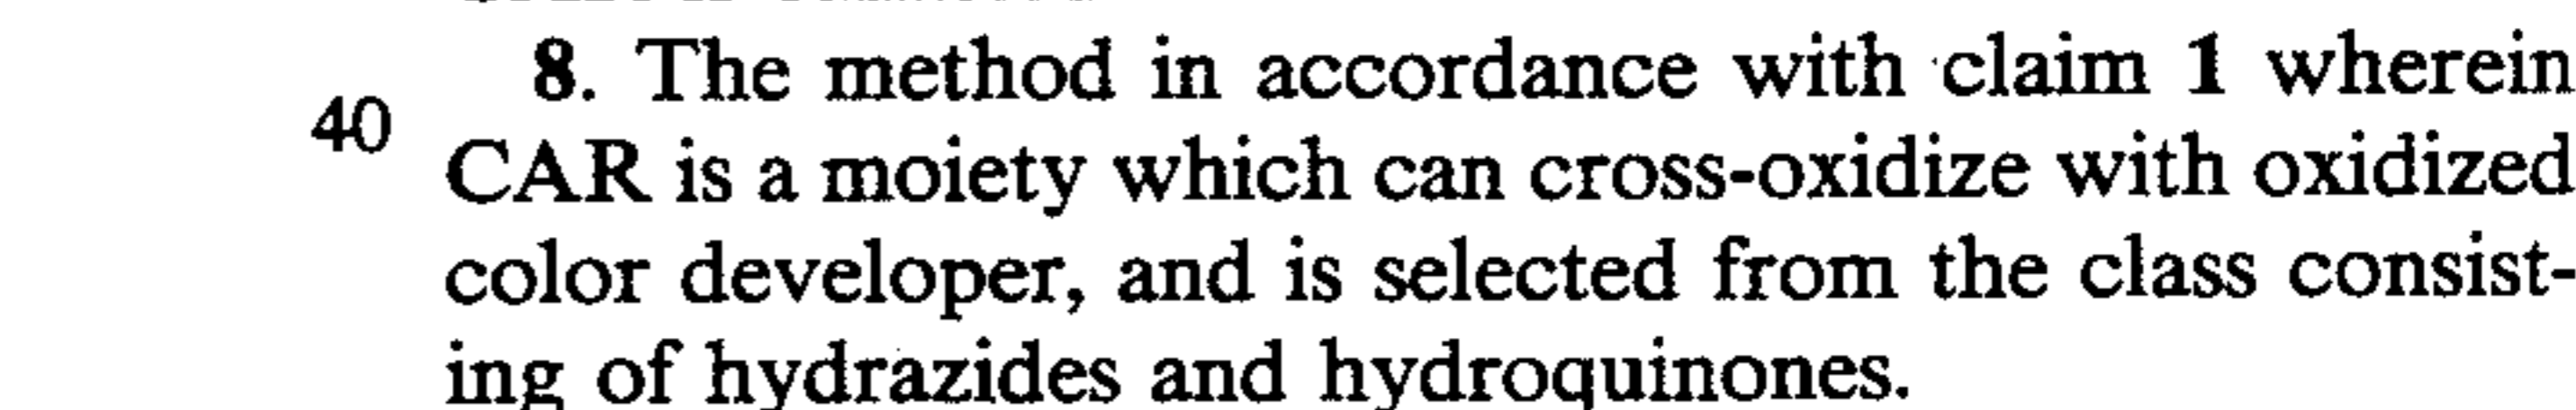 8. The method in accordance with claim 1 wherein
40
CAR is a moiety which can cross-oxidize with oxidized
color developer, and is selected from the class consist-
ing of hydrazides and hydroquinones.